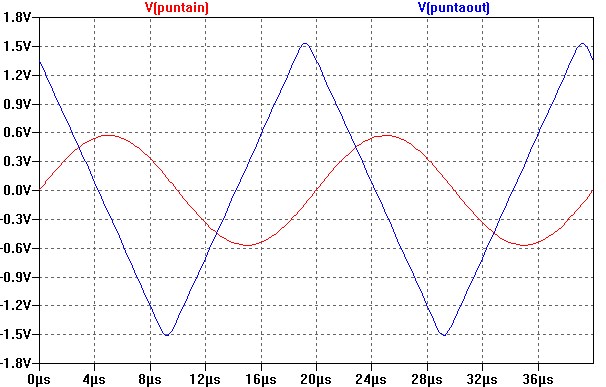 V(puntain) V(puntaout)
1.8V
1.5V
1.2V
0.9V
0.6V
0.3V
0.0V
-0.3V
-0.6V
-0.9V
-1.2V
-1.5V
-1.8V
0µs 4µs 8µs 12µs 16µs 20µs 24µs 28µs 32µs 36µs